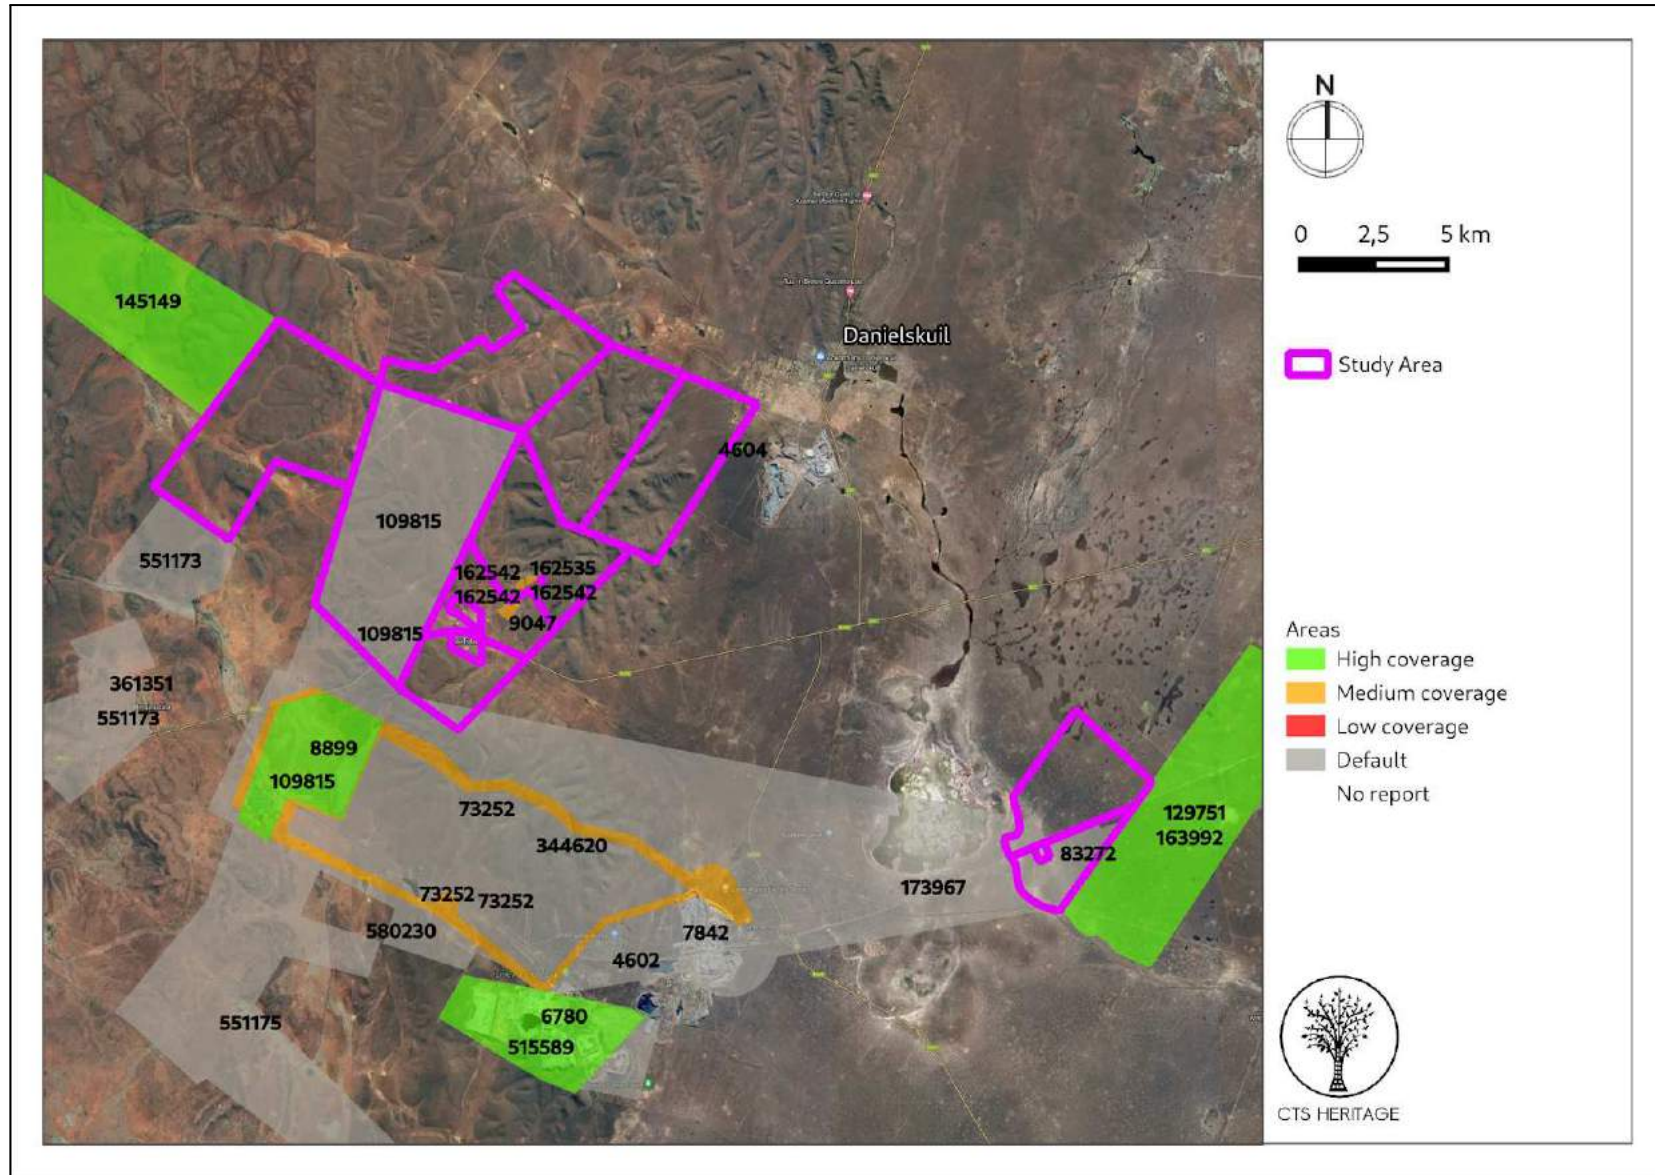 145149
Danielskuil
4604
109815
551173
162542
162535
162542
162542
9047
109815
361351
551173
8899
109815
73252
344620
129751
163992
83272
73252
73252
173967
580230
7842
4602
551175
6780
515589
N
0 2,5 5 km
Study Area
Areas
High coverage
Medium coverage
Low coverage
Default
No report
CTS HERITAGE